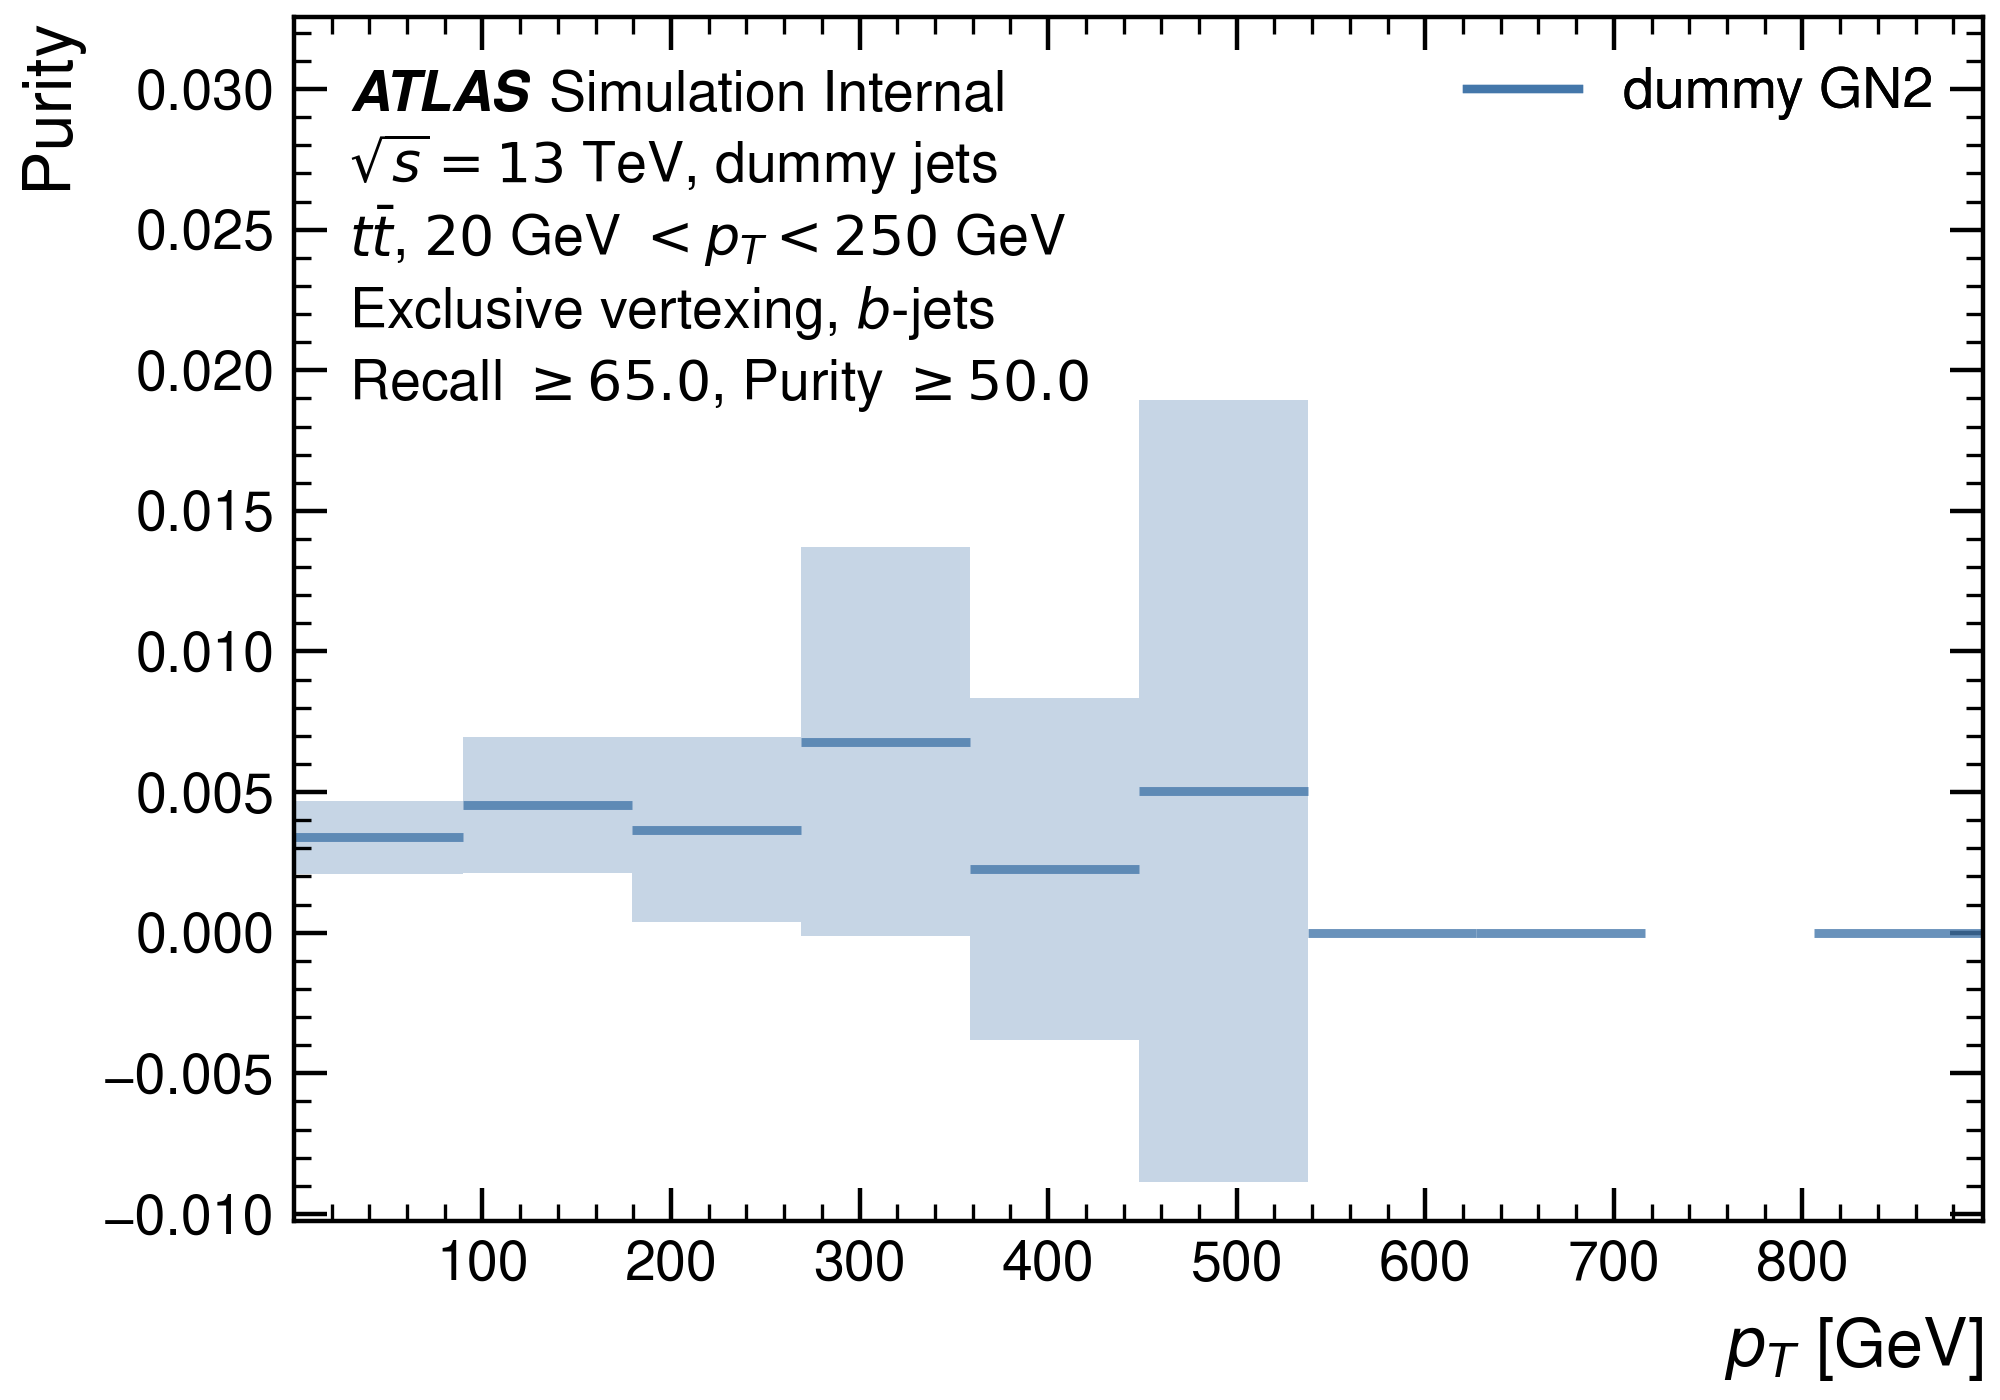 Purity
0.030
0.025
0.020
0.015
0.010
0.005
0.000
−0.005
−0.010
ATLAS Simulation Internal
√s = 13 TeV, dummy jets
tt̄, 20 GeV < p_T < 250 GeV
Exclusive vertexing, b-jets
Recall ≥ 65.0, Purity ≥ 50.0
dummy GN2
100 200 300 400 500 600 700 800
p_T [GeV]